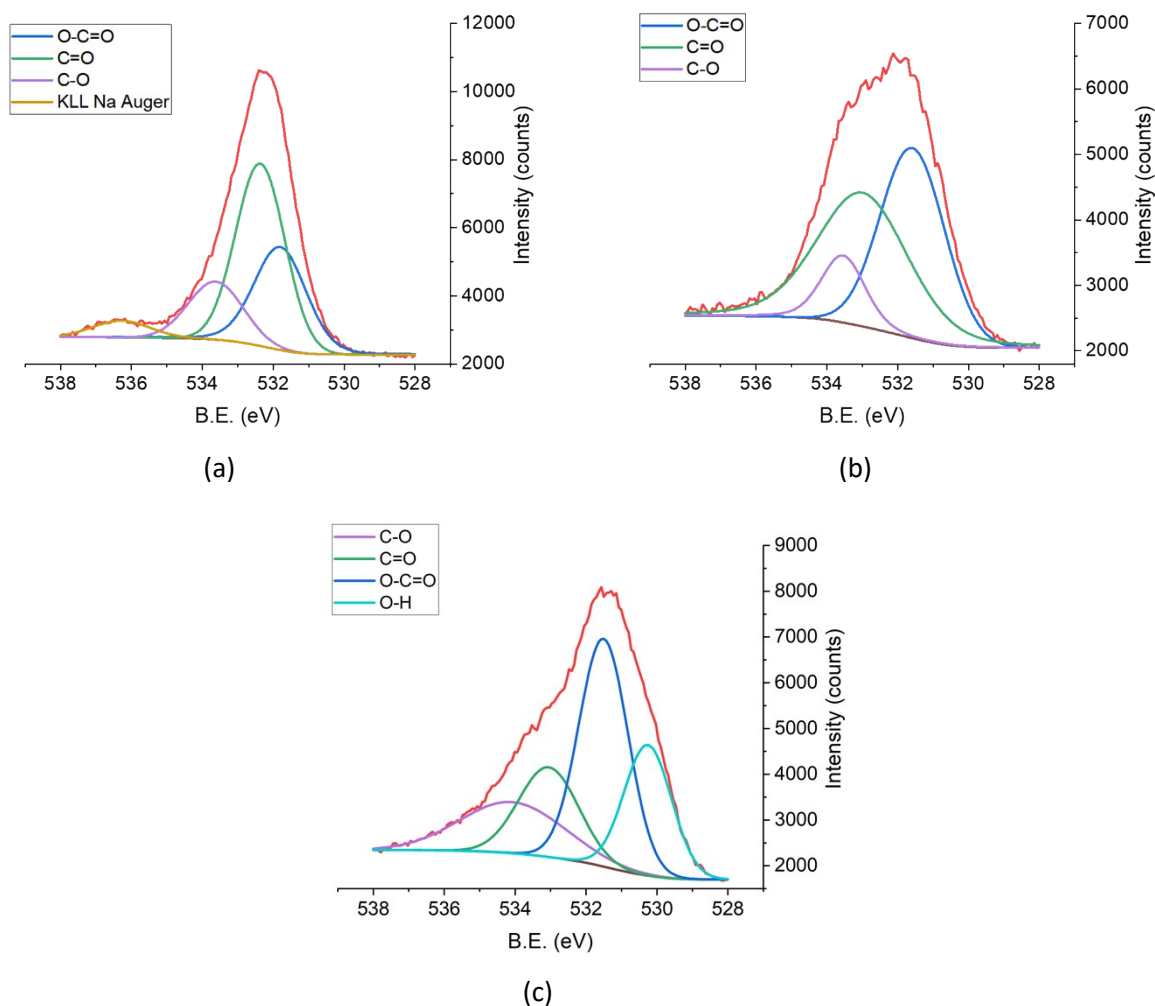 O-C=O
C=O
C-O
KLL Na Auger
12000
10000
8000
6000
4000
2000
Intensity (counts)
538 536 534 532 530 528
B.E. (eV)
(a)
O-C=O
C=O
C-O
7000
6000
5000
4000
3000
2000
Intensity (counts)
538 536 534 532 530 528
B.E. (eV)
(b)
C-O
C=O
O-C=O
O-H
9000
8000
7000
6000
5000
4000
3000
2000
Intensity (counts)
538 536 534 532 530 528
B.E. (eV)
(c)